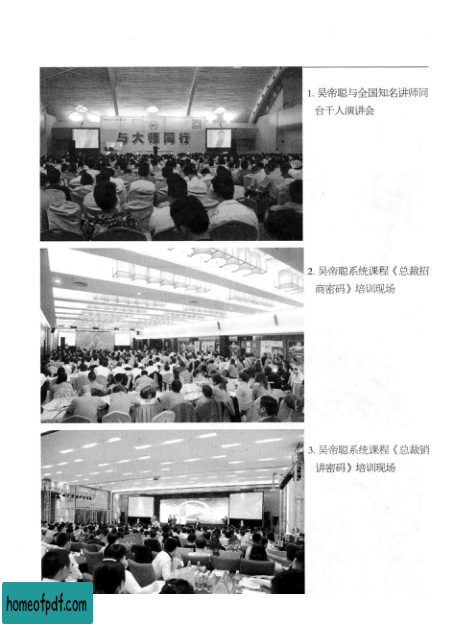 1. 吴帝聪与全国知名讲师同
台千人演讲会
与大师同行
2. 吴帝聪系统课程《总裁招
商密码》培训现场
3. 吴帝聪系统课程《总裁销
讲密码》培训现场
homeofpdf.com